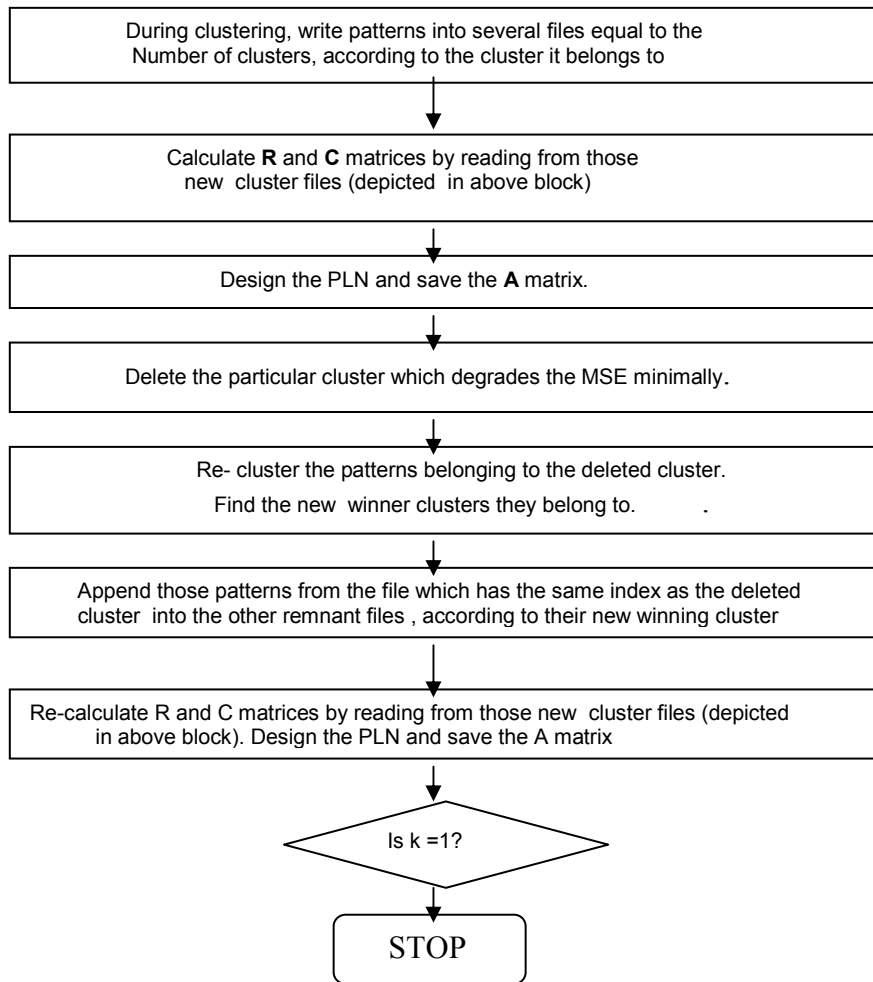 During clustering, write patterns into several files equal to the
Number of clusters, according to the cluster it belongs to
Calculate R and C matrices by reading from those
new cluster files (depicted in above block)
Design the PLN and save the A matrix.
Delete the particular cluster which degrades the MSE minimally.
Re- cluster the patterns belonging to the deleted cluster.
Find the new winner clusters they belong to. .
Append those patterns from the file which has the same index as the deleted
cluster into the other remnant files , according to their new winning cluster
Re-calculate R and C matrices by reading from those new cluster files (depicted
in above block). Design the PLN and save the A matrix
Is k =1?
STOP